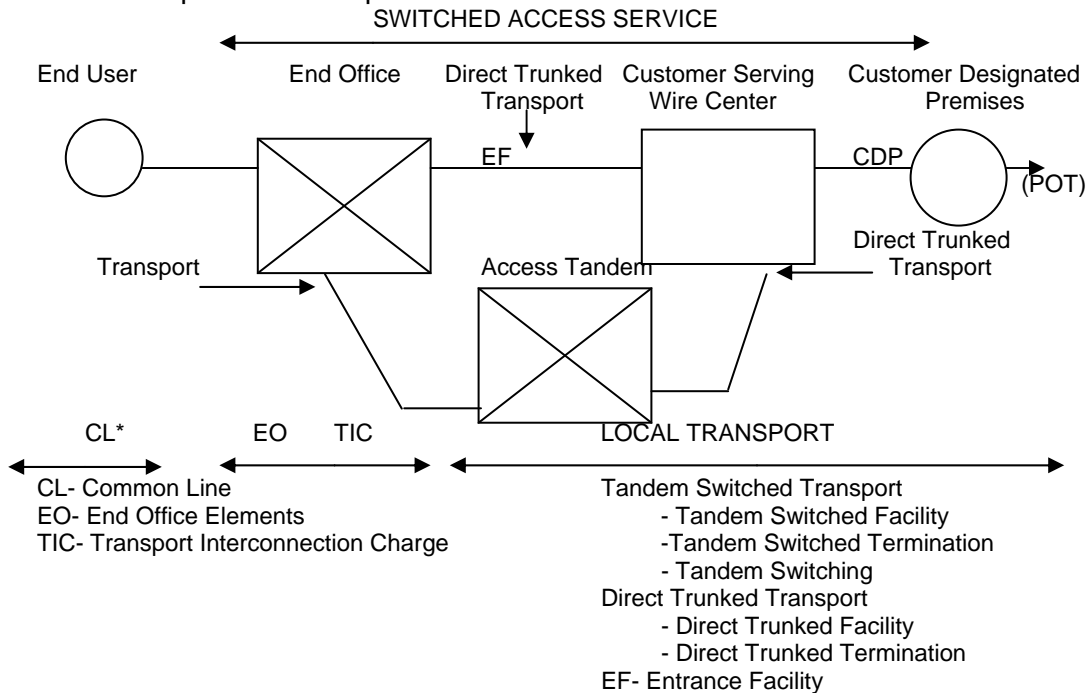 SWITCHED ACCESS SERVICE
End User
End Office
Direct Trunked
Transport
Customer Serving
Wire Center
Customer Designated
Premises
EF
CDP
(POT)
Transport
Access Tandem
Direct Trunked
Transport
CL*
EO
TIC
LOCAL TRANSPORT
CL- Common Line
EO- End Office Elements
TIC- Transport Interconnection Charge
Tandem Switched Transport
- Tandem Switched Facility
-Tandem Switched Termination
- Tandem Switching
Direct Trunked Transport
- Direct Trunked Facility
- Direct Trunked Termination
EF- Entrance Facility